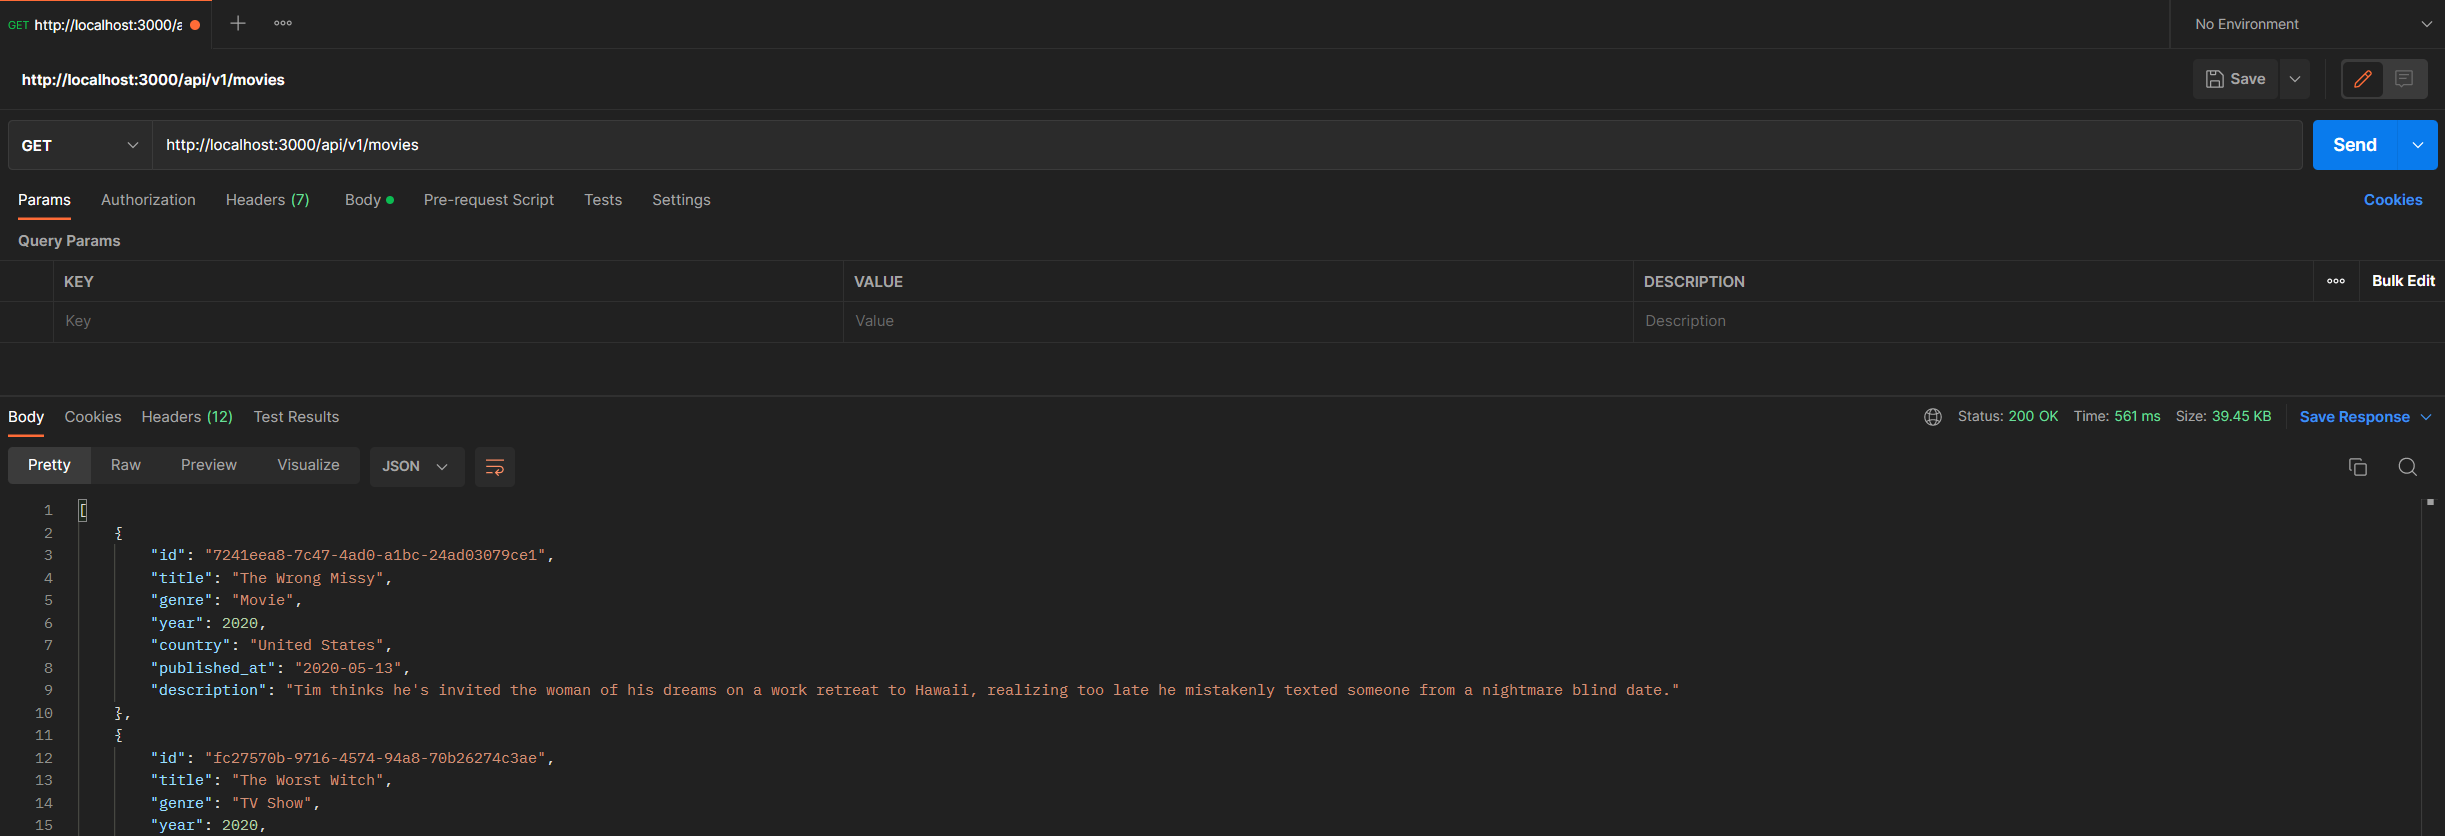 GET http://localhost:3000/a
No Environment
http://localhost:3000/api/v1/movies
Save
GET http://localhost:3000/api/v1/movies Send
Params Authorization Headers (7) Body Pre-request Script Tests Settings Cookies
Query Params
KEY VALUE DESCRIPTION Bulk Edit
Key Value Description
Body Cookies Headers (12) Test Results Status: 200 OK Time: 561 ms Size: 39.45 KB Save Response
Pretty Raw Preview Visualize JSON
1 [
2 {
3 "id": "7241eea8-7c47-4ad0-a1bc-24ad03079ce1",
4 "title": "The Wrong Missy",
5 "genre": "Movie",
6 "year": 2020,
7 "country": "United States",
8 "published_at": "2020-05-13",
9 "description": "Tim thinks he's invited the woman of his dreams on a work retreat to Hawaii, realizing too late he mistakenly texted someone from a nightmare blind date."
10 },
11 {
12 "id": "fc27570b-9716-4574-94a8-70b26274c3ae",
13 "title": "The Worst Witch",
14 "genre": "TV Show",
15 "year": 2020,